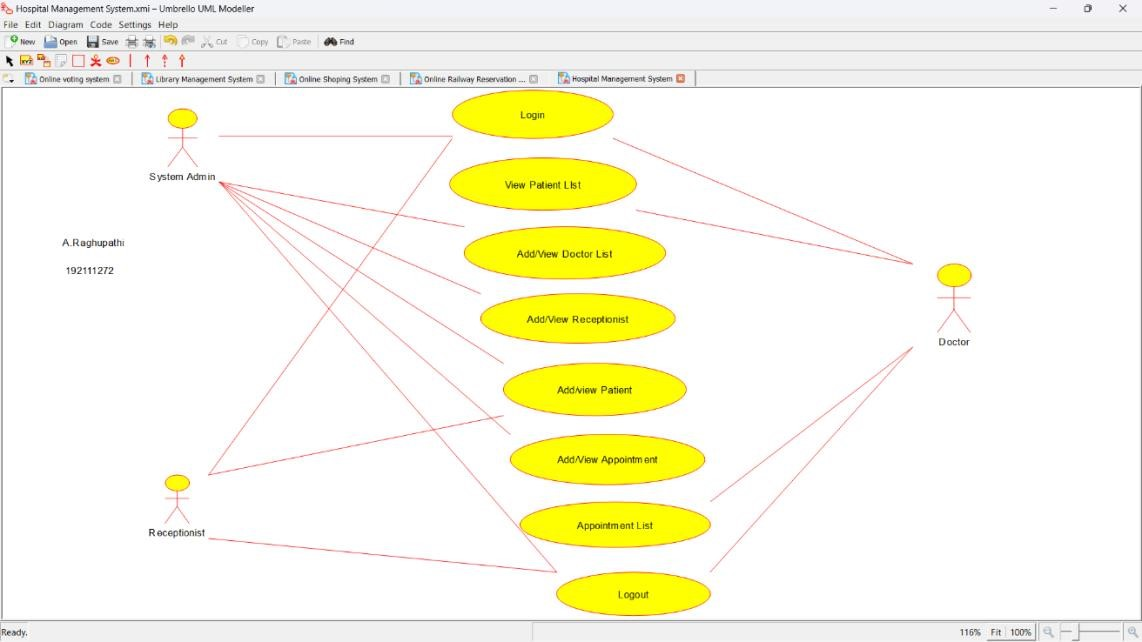 Hospital Management System.xmi – Umbrello UML Modeller
File Edit Diagram Code Settings Help
New Open Save Cut Copy Paste Find
Online voting system Library Management System Online Shoping System Online Railway Reservation ... Hospital Management System
Login
System Admin
View Patient LIst
A.Raghupathi
192111272
Add/View Doctor List
Add/View Receptionist
Doctor
Add/view Patient
Add/View Appointment
Receptionist
Appointment List
Logout
Ready. 116% Fit 100%